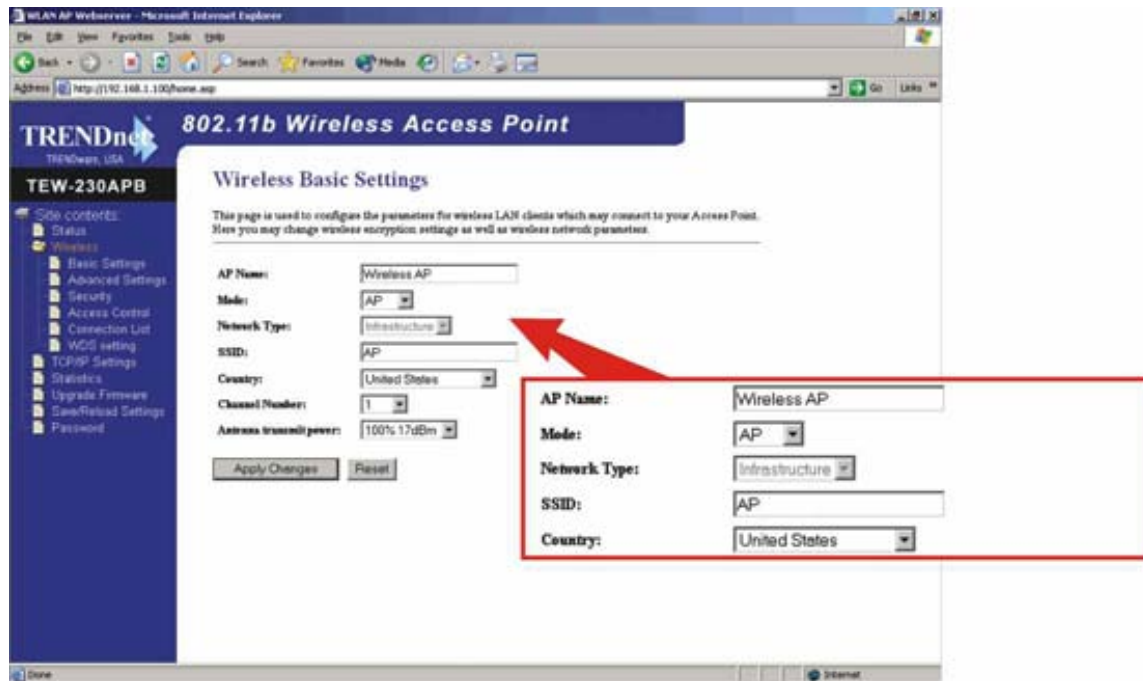 WLAN AP Webserver - Microsoft Internet Explorer
File Edit View Favorites Tools Help
Back Search Favorites Media
Address http://192.168.1.100/home.asp Go Links »
TRENDnet
TRENDware, USA
TEW-230APB
Site contents:
Status
Wireless
Basic Settings
Advanced Settings
Security
Access Control
Connection List
WDS setting
TCP/IP Settings
Statistics
Upgrade Firmware
Save/Reload Settings
Password
802.11b Wireless Access Point
Wireless Basic Settings
This page is used to configure the parameters for wireless LAN clients which may connect to your Access Point.
Here you may change wireless encryption settings as well as wireless network parameters.
AP Name: Wireless AP
Mode: AP
Network Type: Infrastructure
SSID: AP
Country: United States
Channel Number: 1
Antenna transmit power: 100% 17dBm
Apply Changes Reset
AP Name: Wireless AP
Mode: AP
Network Type: Infrastructure
SSID: AP
Country: United States
Done Internet